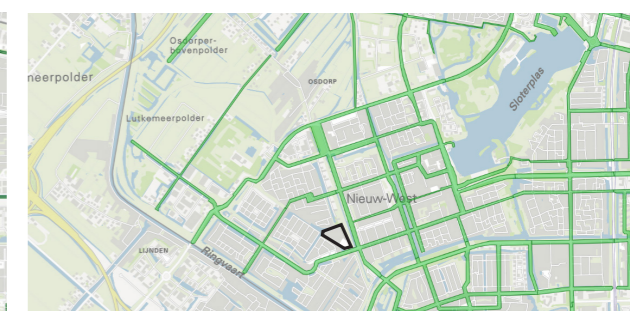 Osdorper-
bovenpolder
meerpolder
OSDORP
Sloterplas
Lutkemeerpolder
Nieuw-West
LIJNDEN
Ringvaart